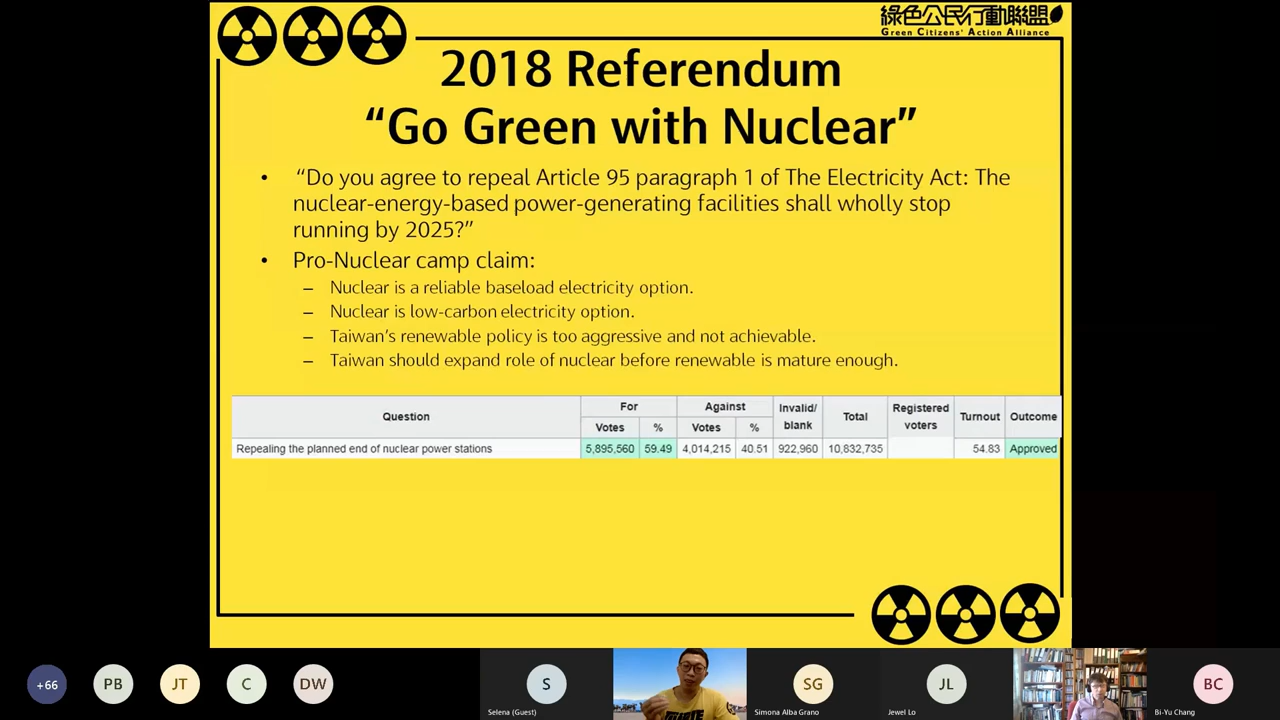 綠色公民行動聯盟
Green Citizens' Action Alliance
2018 Referendum
“Go Green with Nuclear”
• “Do you agree to repeal Article 95 paragraph 1 of The Electricity Act: The
nuclear-energy-based power-generating facilities shall wholly stop
running by 2025?”
• Pro-Nuclear camp claim:
– Nuclear is a reliable baseload electricity option.
– Nuclear is low-carbon electricity option.
– Taiwan’s renewable policy is too aggressive and not achievable.
– Taiwan should expand role of nuclear before renewable is mature enough.
Question For Against Invalid/ blank Total Registered voters Turnout Outcome
Votes % Votes %
Repealing the planned end of nuclear power stations 5,895,560 59.49 4,014,215 40.51 922,960 10,832,735 54.83 Approved
+66 PB JT C DW S SG JL BC
Selena (Guest) Simona Alba Grano Jewel Lo Bi-Yu Chang